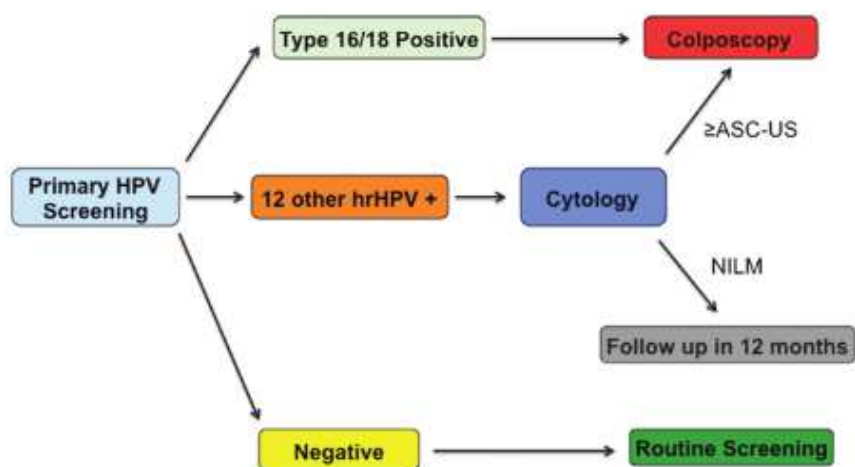 Type 16/18 Positive
Colposcopy
≥ASC-US
Primary HPV
Screening
12 other hrHPV +
Cytology
NILM
Follow up in 12 months
Negative
Routine Screening